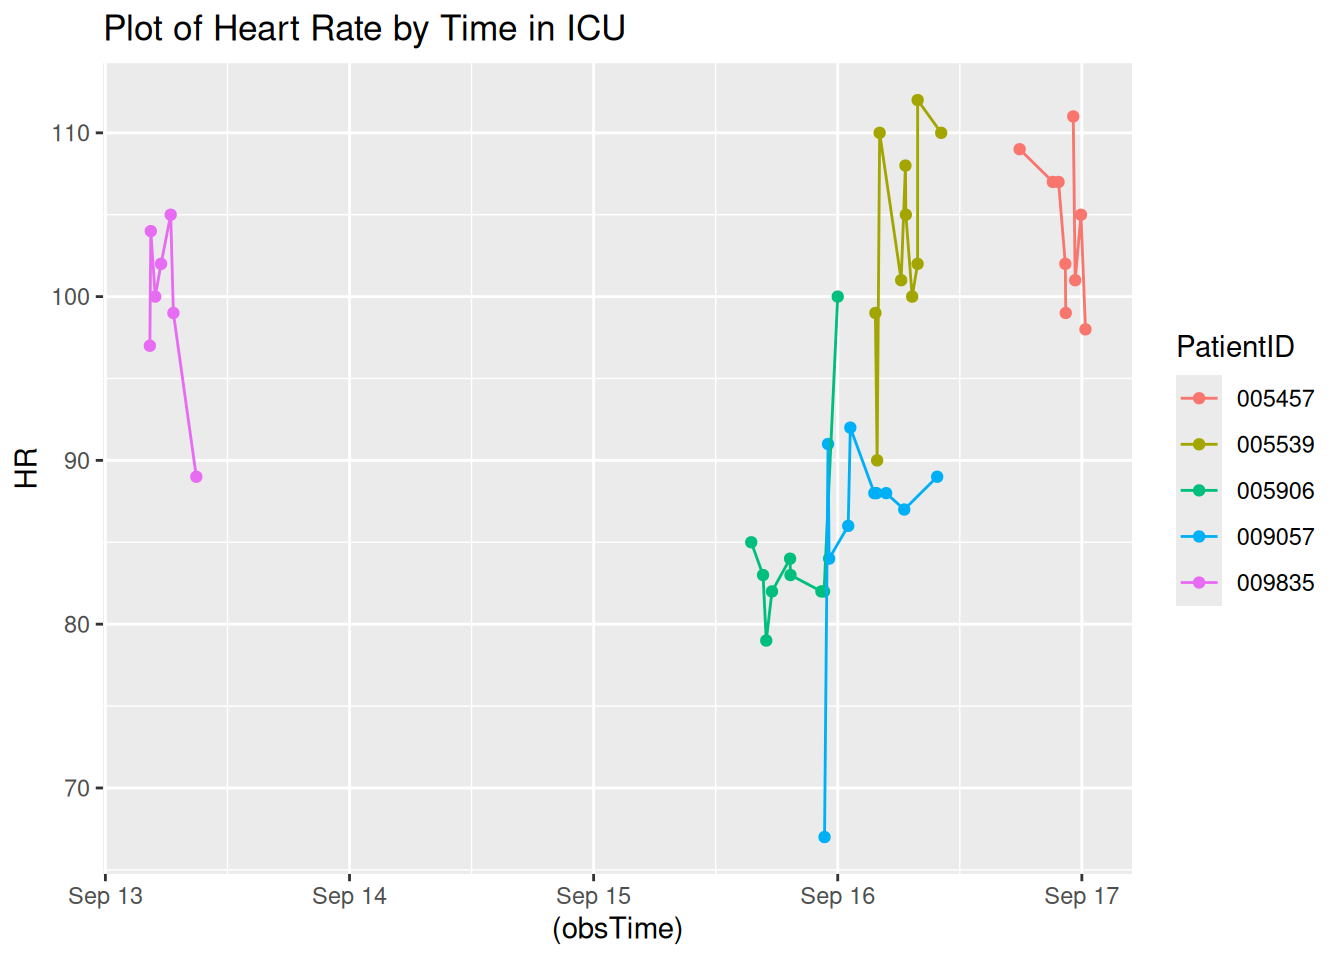 Plot of Heart Rate by Time in ICU
HR
110
100
90
80
70
Sep 13 Sep 14 Sep 15 Sep 16 Sep 17
(obsTime)
PatientID
005457
005539
005906
009057
009835